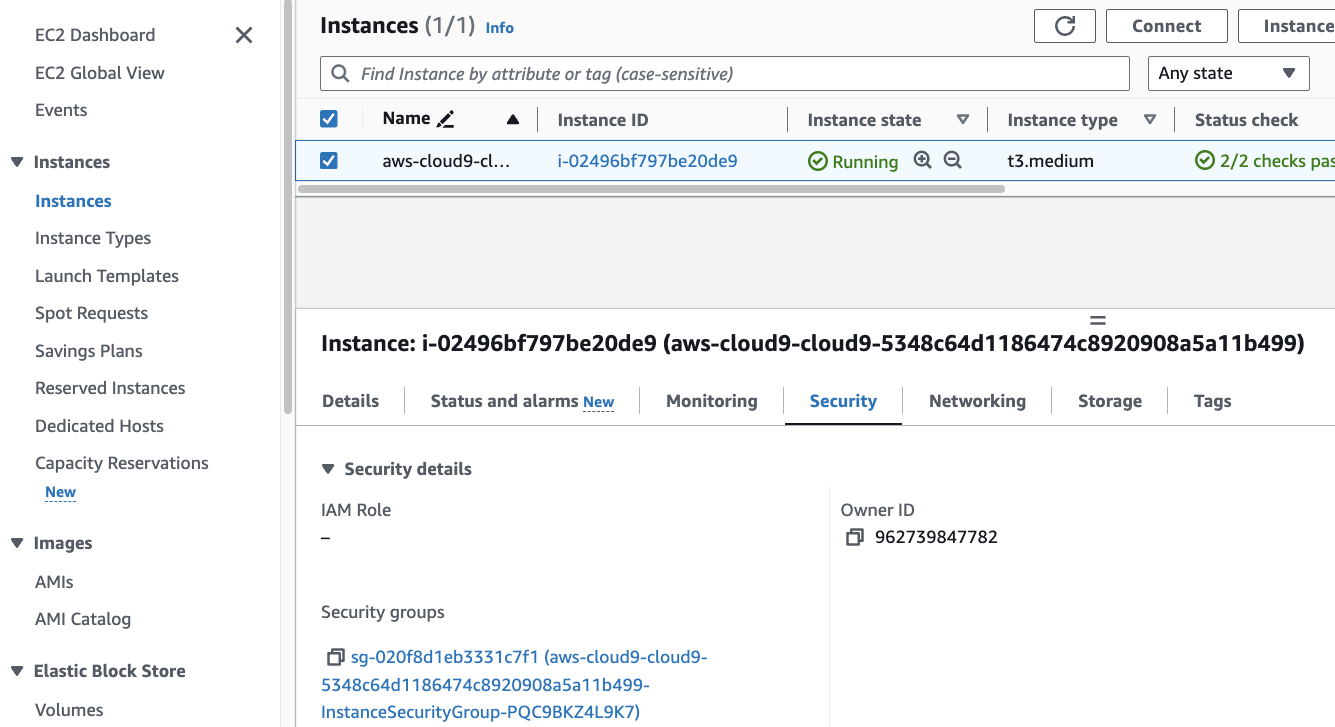 EC2 Dashboard
EC2 Global View
Events
Instances
Instances
Instance Types
Launch Templates
Spot Requests
Savings Plans
Reserved Instances
Dedicated Hosts
Capacity Reservations
New
Images
AMIs
AMI Catalog
Elastic Block Store
Volumes
Instances (1/1) Info
Connect
Instance
Find Instance by attribute or tag (case-sensitive)
Any state
Name Instance ID Instance state Instance type Status check
aws-cloud9-cl... i-02496bf797be20de9 Running t3.medium 2/2 checks pas
Instance: i-02496bf797be20de9 (aws-cloud9-cloud9-5348c64d1186474c8920908a5a11b499)
Details Status and alarms New Monitoring Security Networking Storage Tags
Security details
IAM Role
–
Owner ID
962739847782
Security groups
sg-020f8d1eb3331c7f1 (aws-cloud9-cloud9-
5348c64d1186474c8920908a5a11b499-
InstanceSecurityGroup-PQC9BKZ4L9K7)